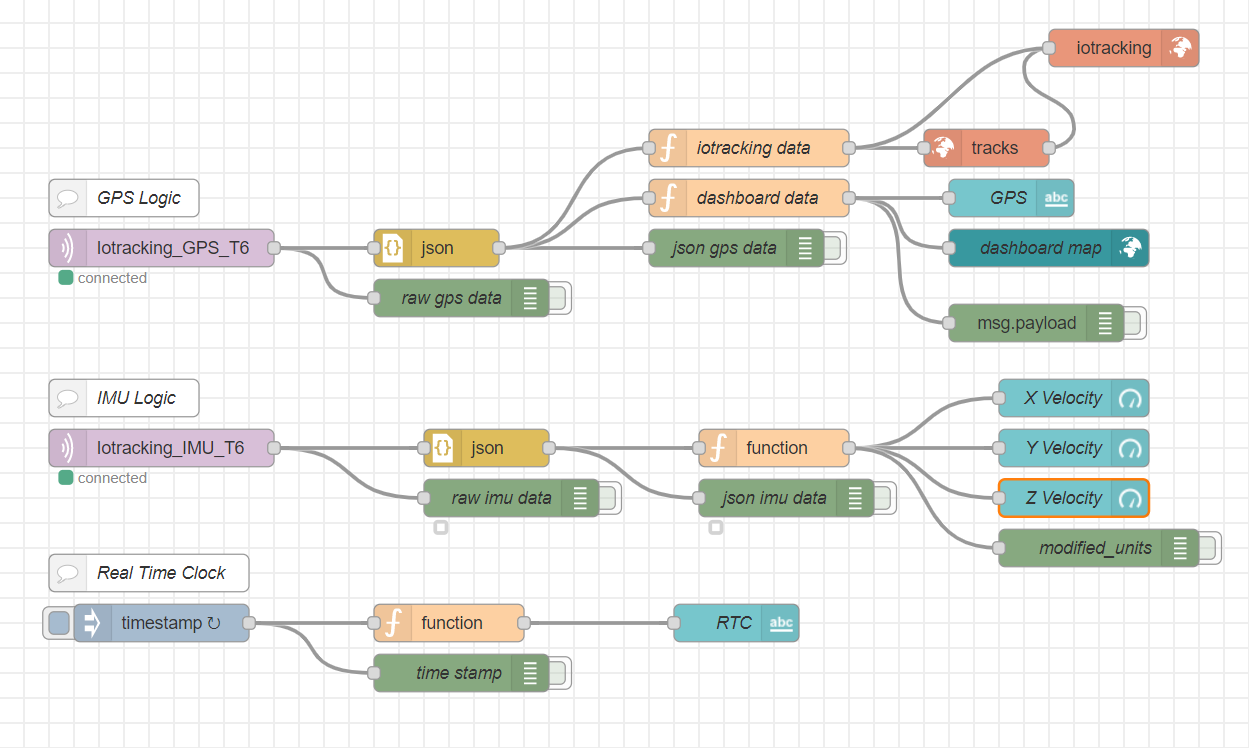 iotracking
iotracking data
tracks
GPS Logic
dashboard data
GPS
abc
Iotracking_GPS_T6
{}
json
json gps data
dashboard map
connected
raw gps data
msg.payload
IMU Logic
X Velocity
Iotracking_IMU_T6
{}
json
function
Y Velocity
connected
raw imu data
json imu data
Z Velocity
modified_units
Real Time Clock
timestamp ↻
function
RTC
abc
time stamp